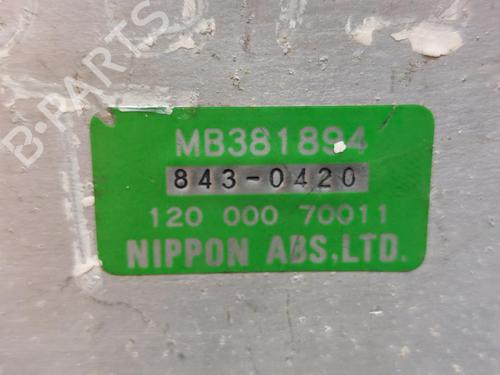 B-PARTS
MB381894
843-0420
120 000 70011
NIPPON ABS,LTD.